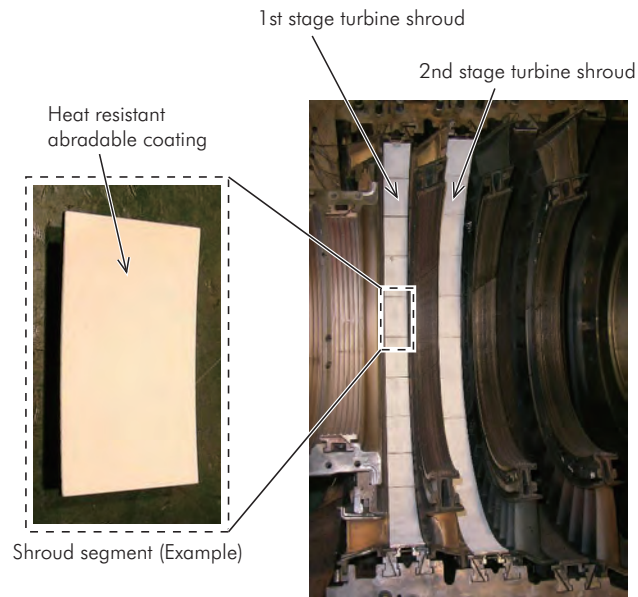 1st stage turbine shroud
2nd stage turbine shroud
Heat resistant
abradable coating
Shroud segment (Example)